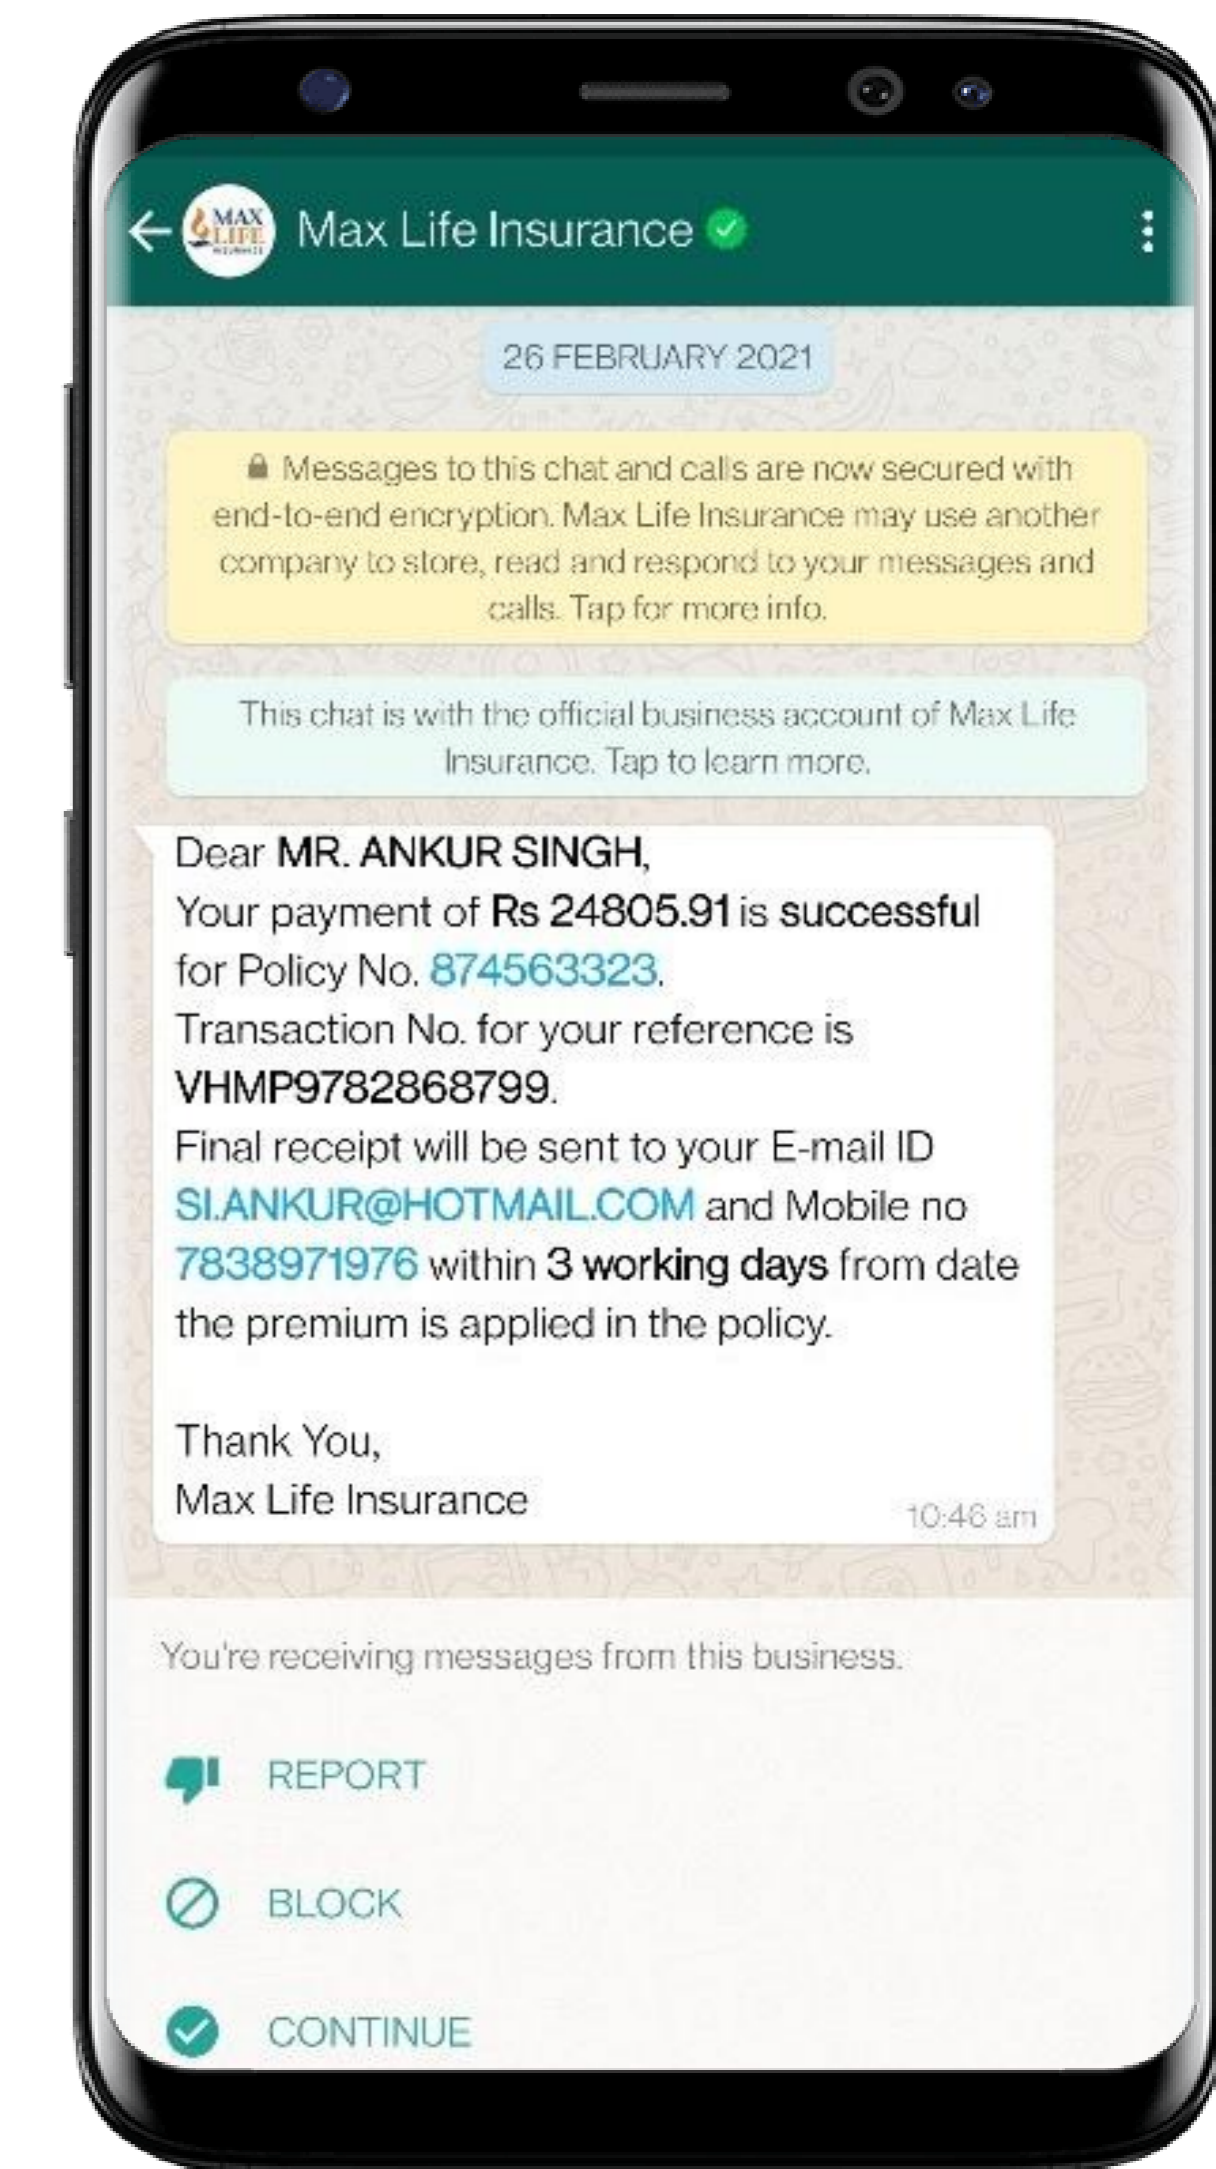 MAX
LIFE
INSURANCE
Max Life Insurance
26 FEBRUARY 2021
Messages to this chat and calls are now secured with
end-to-end encryption. Max Life Insurance may use another
company to store, read and respond to your messages and
calls. Tap for more info.
This chat is with the official business account of Max Life
Insurance. Tap to learn more.
Dear MR. ANKUR SINGH,
Your payment of Rs 24805.91 is successful
for Policy No. 874563323.
Transaction No. for your reference is
VHMP9782868799.
Final receipt will be sent to your E-mail ID
SI.ANKUR@HOTMAIL.COM and Mobile no
7838971976 within 3 working days from date
the premium is applied in the policy.
Thank You,
Max Life Insurance
10:46 am
You're receiving messages from this business.
REPORT
BLOCK
CONTINUE